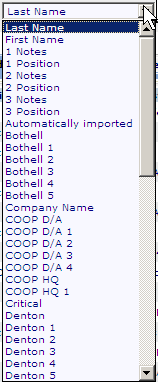 Last Name
Last Name
First Name
1 Notes
1 Position
2 Notes
2 Position
3 Notes
3 Position
Automatically imported
Bothell
Bothell 1
Bothell 2
Bothell 3
Bothell 4
Bothell 5
Company Name
COOP D/A
COOP D/A 1
COOP D/A 2
COOP D/A 3
COOP D/A 4
COOP HQ
COOP HQ 1
Critical
Denton
Denton 1
Denton 2
Denton 3
Denton 4
Denton 5